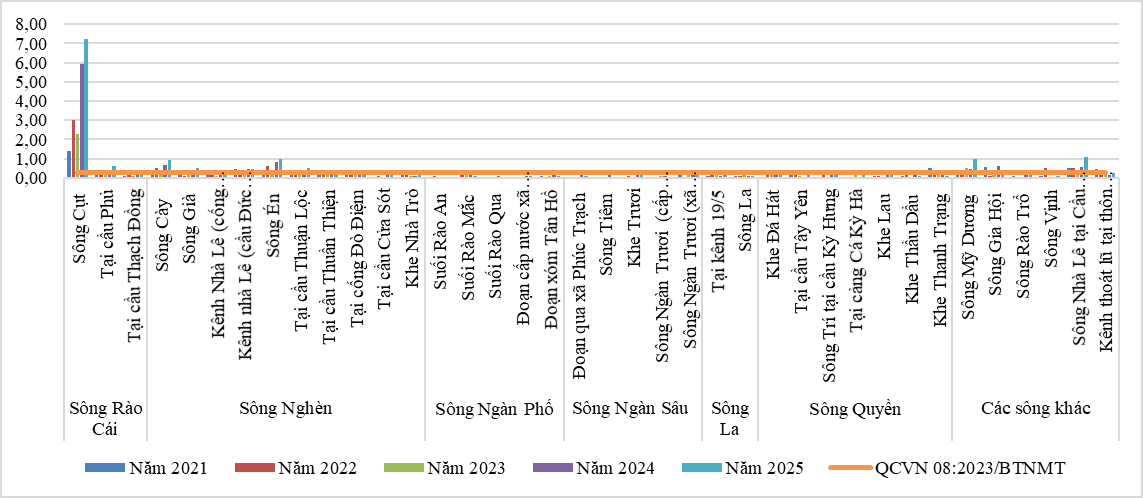 8,00
7,00
6,00
5,00
4,00
3,00
2,00
1,00
0,00
Sông Cụt
Tại cầu Phủ
Tại cầu Thạch Đồng
Sông Cày
Sông Già
Kênh Nhà Lê (cống…
Kênh nhà Lê (cầu Đức…
Sông Én
Tại cầu Thuận Lộc
Tại cầu Thuần Thiện
Tại cống Đò Điệm
Tại cầu Cửa Sót
Khe Nhà Trò
Suối Rào An
Suối Rào Mắc
Suối Rào Qua
Đoạn cấp nước xã…
Đoạn xóm Tân Hồ
Đoạn qua xã Phúc Trạch
Sông Tiêm
Khe Trươi
Sông Ngàn Trươi (cấp…
Sông Ngàn Trươi (xã…
Tại kênh 19/5
Sông La
Khe Đá Hát
Tại cầu Tây Yên
Sông Trí tại cầu Kỳ Hưng
Tại cảng Cá Kỳ Hà
Khe Lau
Khe Thầu Dầu
Khe Thanh Trạng
Sông Mỹ Dương
Sông Gia Hội
Sông Rào Trổ
Sông Vịnh
Sông Nhà Lê tại Cầu…
Kênh thoát lũ tại thôn…
Sông Rào
Cái
Sông Nghèn
Sông Ngàn Phố
Sông Ngàn Sâu
Sông
La
Sông Quyền
Các sông khác
Năm 2021
Năm 2022
Năm 2023
Năm 2024
Năm 2025
QCVN 08:2023/BTNMT